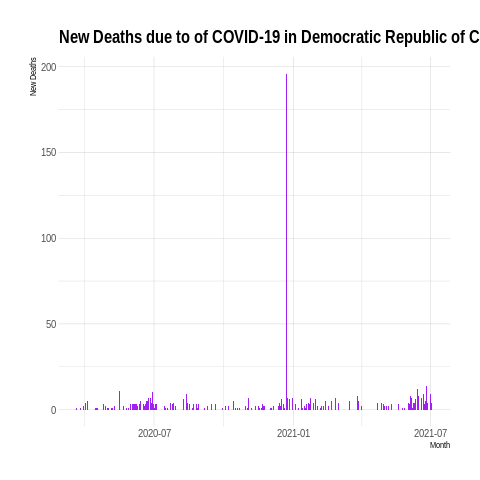 New Deaths due to of COVID-19 in Democratic Republic of C
New Deaths
200
150
100
50
0
2020-07
2021-01
2021-07
Month